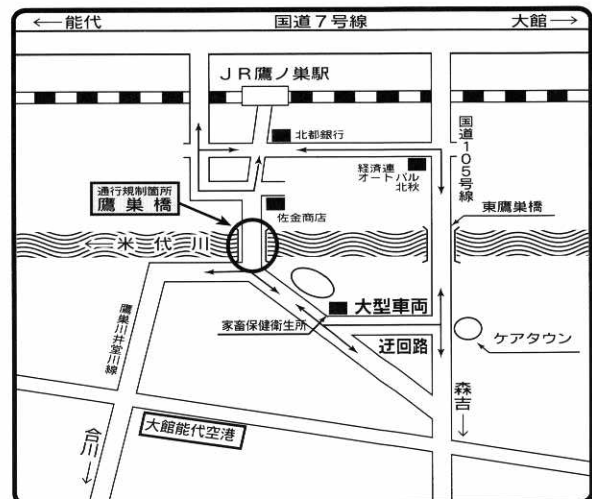 ←能代
国道7号線
大館→
JR鷹ノ巣駅
北都銀行
国道105号線
経済連
オートパル
北秋
通行規制箇所
鷹巣橋
佐金商店
東鷹巣橋
←米代川
大型車両
家畜保健衛生所
迂回路
ケアタウン
鷹巣川井堂川線
森吉↓
大館能代空港
合川↓